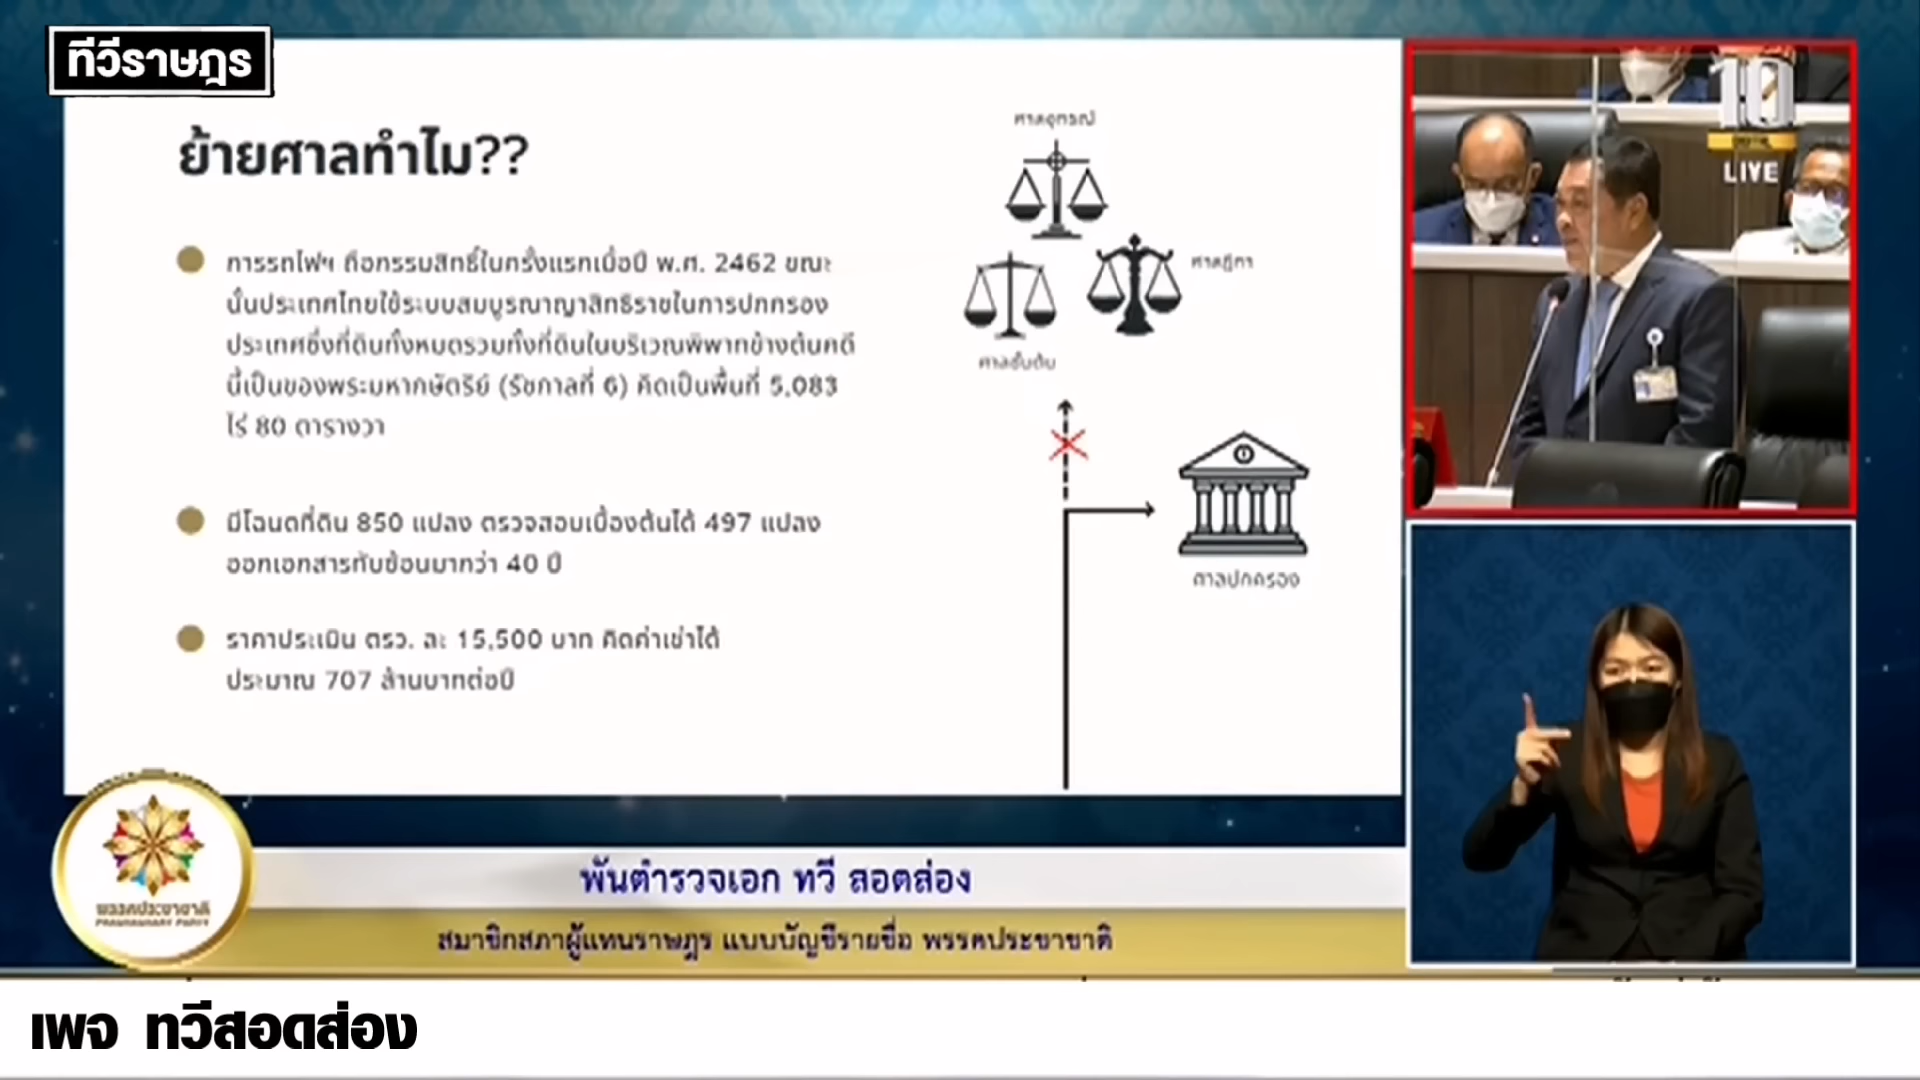 ทีวีราษฎร
ย้ายศาลทำไม??
การรถไฟฯ ถือกรรมสิทธิ์ในครั้งแรกเมื่อปี พ.ศ. 2462 ขณะ
นั้นประเทศไทยใช้ระบบสมบูรณาญาสิทธิราชในการปกครอง
ประเทศซึ่งที่ดินทั้งหมดรวมทั้งที่ดินในบริเวณพิพาทข้างต้นคดี
นี้เป็นของพระมหากษัตริย์ (รัชกาลที่ 6) คิดเป็นพื้นที่ 5,083
ไร่ 80 ตารางวา
มีโฉนดที่ดิน 850 แปลง ตรวจสอบเบื้องต้นได้ 497 แปลง
ออกเอกสารทับซ้อนมากว่า 40 ปี
ราคาประเมิน ตรว. ละ 15,500 บาท คิดค่าเช่าได้
ประมาณ 707 ล้านบาทต่อปี
ศาลอุทธรณ์
ศาลฎีกา
ศาลชั้นต้น
ศาลปกครอง
10
LIVE
พรรคประชาชาติ
PRACHACHART PARTY
พันตำรวจเอก ทวี สอดส่อง
สมาชิกสภาผู้แทนราษฎร แบบบัญชีรายชื่อ พรรคประชาชาติ
เพจ ทวีสอดส่อง